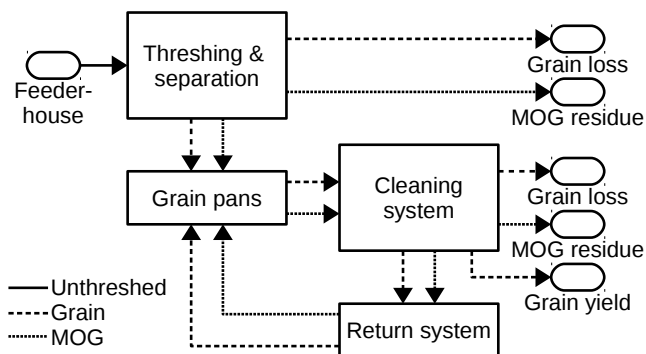 Threshing &
separation
Feeder-
house
Grain loss
MOG residue
Grain pans
Cleaning
system
Grain loss
MOG residue
Grain yield
Unthreshed
Grain
MOG
Return system